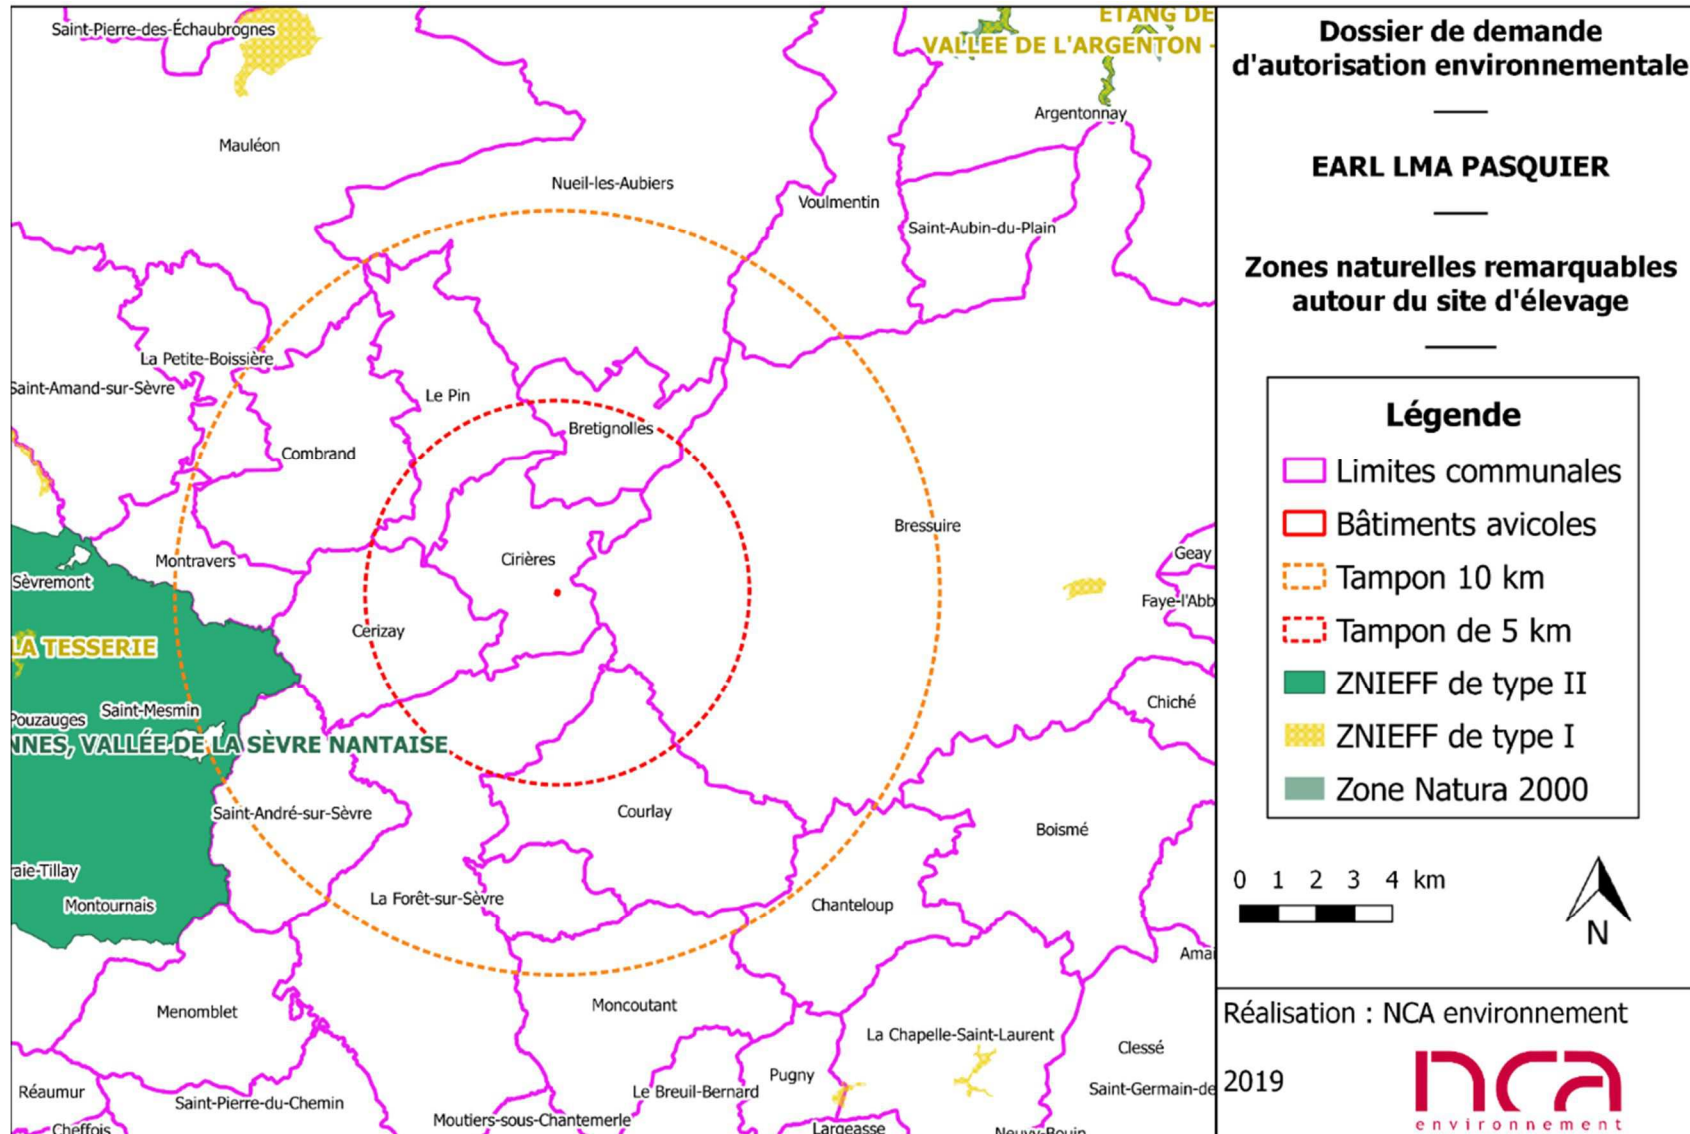 Saint-Pierre-des-Échaubrognes
ETANG DE
VALLEE DE L'ARGENTON -
Argentonnay
Mauléon
Nueil-les-Aubiers
Voulmentin
Saint-Aubin-du-Plain
La Petite-Boissière
Saint-Amand-sur-Sèvre
Le Pin
Bretignolles
Combrand
Bressuire
Geay
Cirières
Montravers
Sèvremont
Faye-l'Abb
Cerizay
LA TESSERIE
Chiché
Saint-Mesmin
Pouzauges
NNES, VALLÉE DE LA SÈVRE NANTAISE
Saint-André-sur-Sèvre
Courlay
Boismé
raie-Tillay
La Forêt-sur-Sèvre
Montournais
Chanteloup
Amai
Moncoutant
Menomblet
La Chapelle-Saint-Laurent
Clessé
Pugny
Réaumur
Le Breuil-Bernard
Saint-Germain-de
Saint-Pierre-du-Chemin
Moutiers-sous-Chantemerle
Cheffois
Largeasse
Neuvy-Bouin
Dossier de demande
d'autorisation environnementale
EARL LMA PASQUIER
Zones naturelles remarquables
autour du site d'élevage
Légende
Limites communales
Bâtiments avicoles
Tampon 10 km
Tampon de 5 km
ZNIEFF de type II
ZNIEFF de type I
Zone Natura 2000
0 1 2 3 4 km
N
Réalisation : NCA environnement
2019
nca
environnement